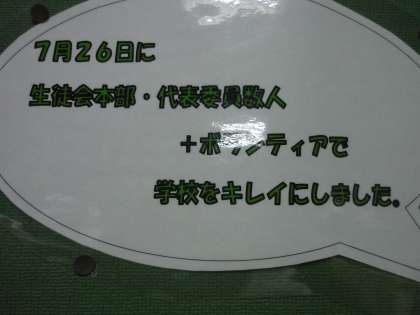 7月26日に
生徒会本部・代表委員数人
＋ボランティアで
学校をキレイにしました。